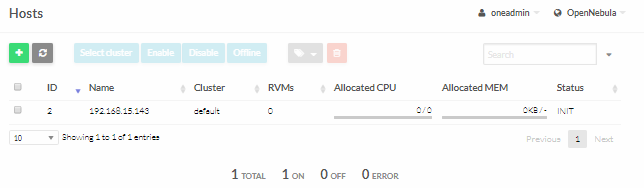 Hosts
oneadmin OpenNebula
Select cluster Enable Disable Offline Search
ID Name Cluster RVMs Allocated CPU Allocated MEM Status
2 192.168.15.143 default 0 0 / 0 0KB / - INIT
10 Showing 1 to 1 of 1 entries Previous 1 Next
1 TOTAL 1 ON 0 OFF 0 ERROR